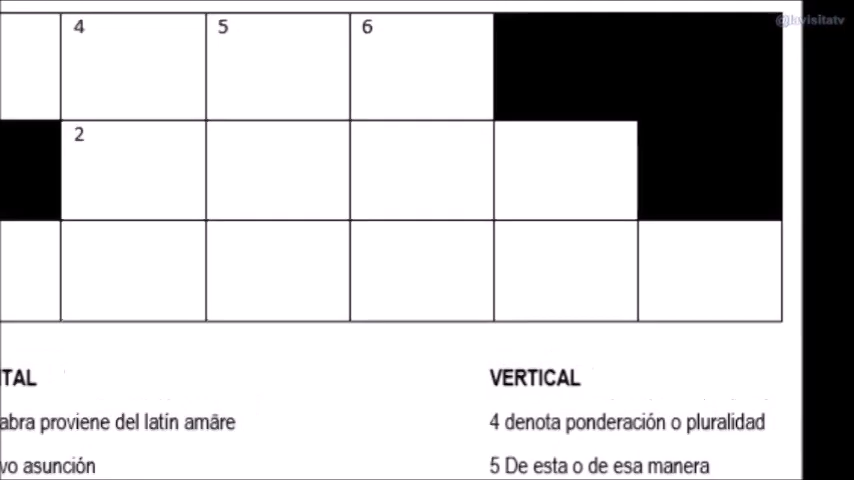 @kvisitatv
4 5 6
2
TAL
VERTICAL
abra proviene del latín amāre
4 denota ponderación o pluralidad
vo asunción
5 De esta o de esa manera